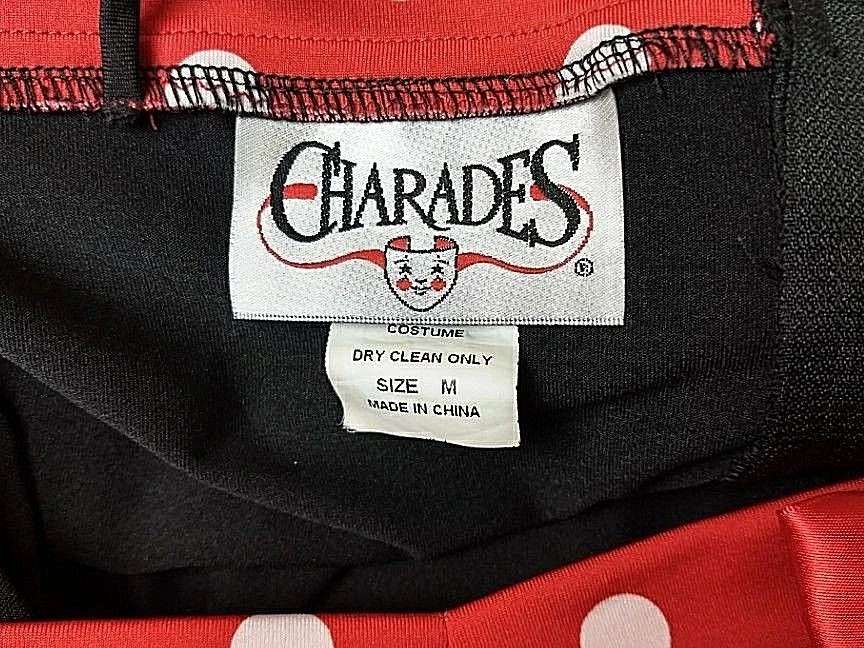 CHARADES
®
COSTUME
DRY CLEAN ONLY
SIZE M
MADE IN CHINA